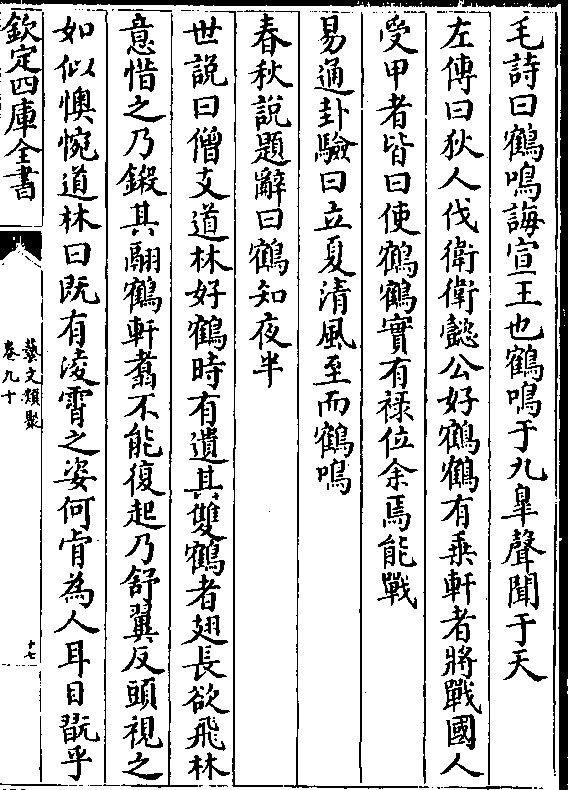 毛詩曰鶴鳴誨宣王也鶴鳴于九臯聲聞于天
左傳曰狄人伐衛衛懿公好鶴鶴有乗軒者將戰國人
受甲者皆曰使鶴鶴實有禄位余焉能戰
易通卦驗曰立夏清風至而鶴鳴
春秋說題辭曰鶴知夜半
世說曰僧支道林好鶴時有遺其雙鶴者翅長欲飛林
意惜之乃鎩其翮鶴軒翥不能復起乃舒翼反頭視之
如似懊惋道林曰既有凌霄之姿何肯為人耳目翫乎
欽定四庫全書
藝文類聚
卷九十
十七